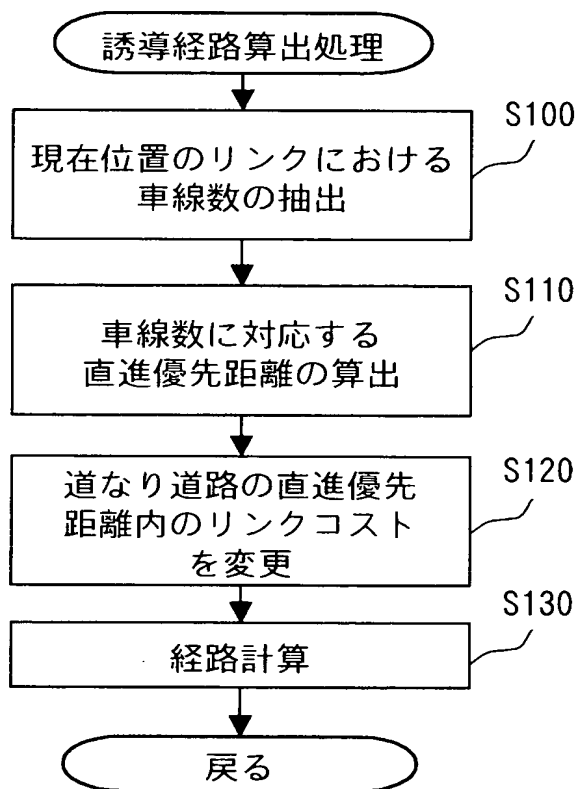 誘導経路算出処理
S100
現在位置のリンクにおける
車線数の抽出
S110
車線数に対応する
直進優先距離の算出
S120
道なり道路の直進優先
距離内のリンクコスト
を変更
S130
経路計算
戻る